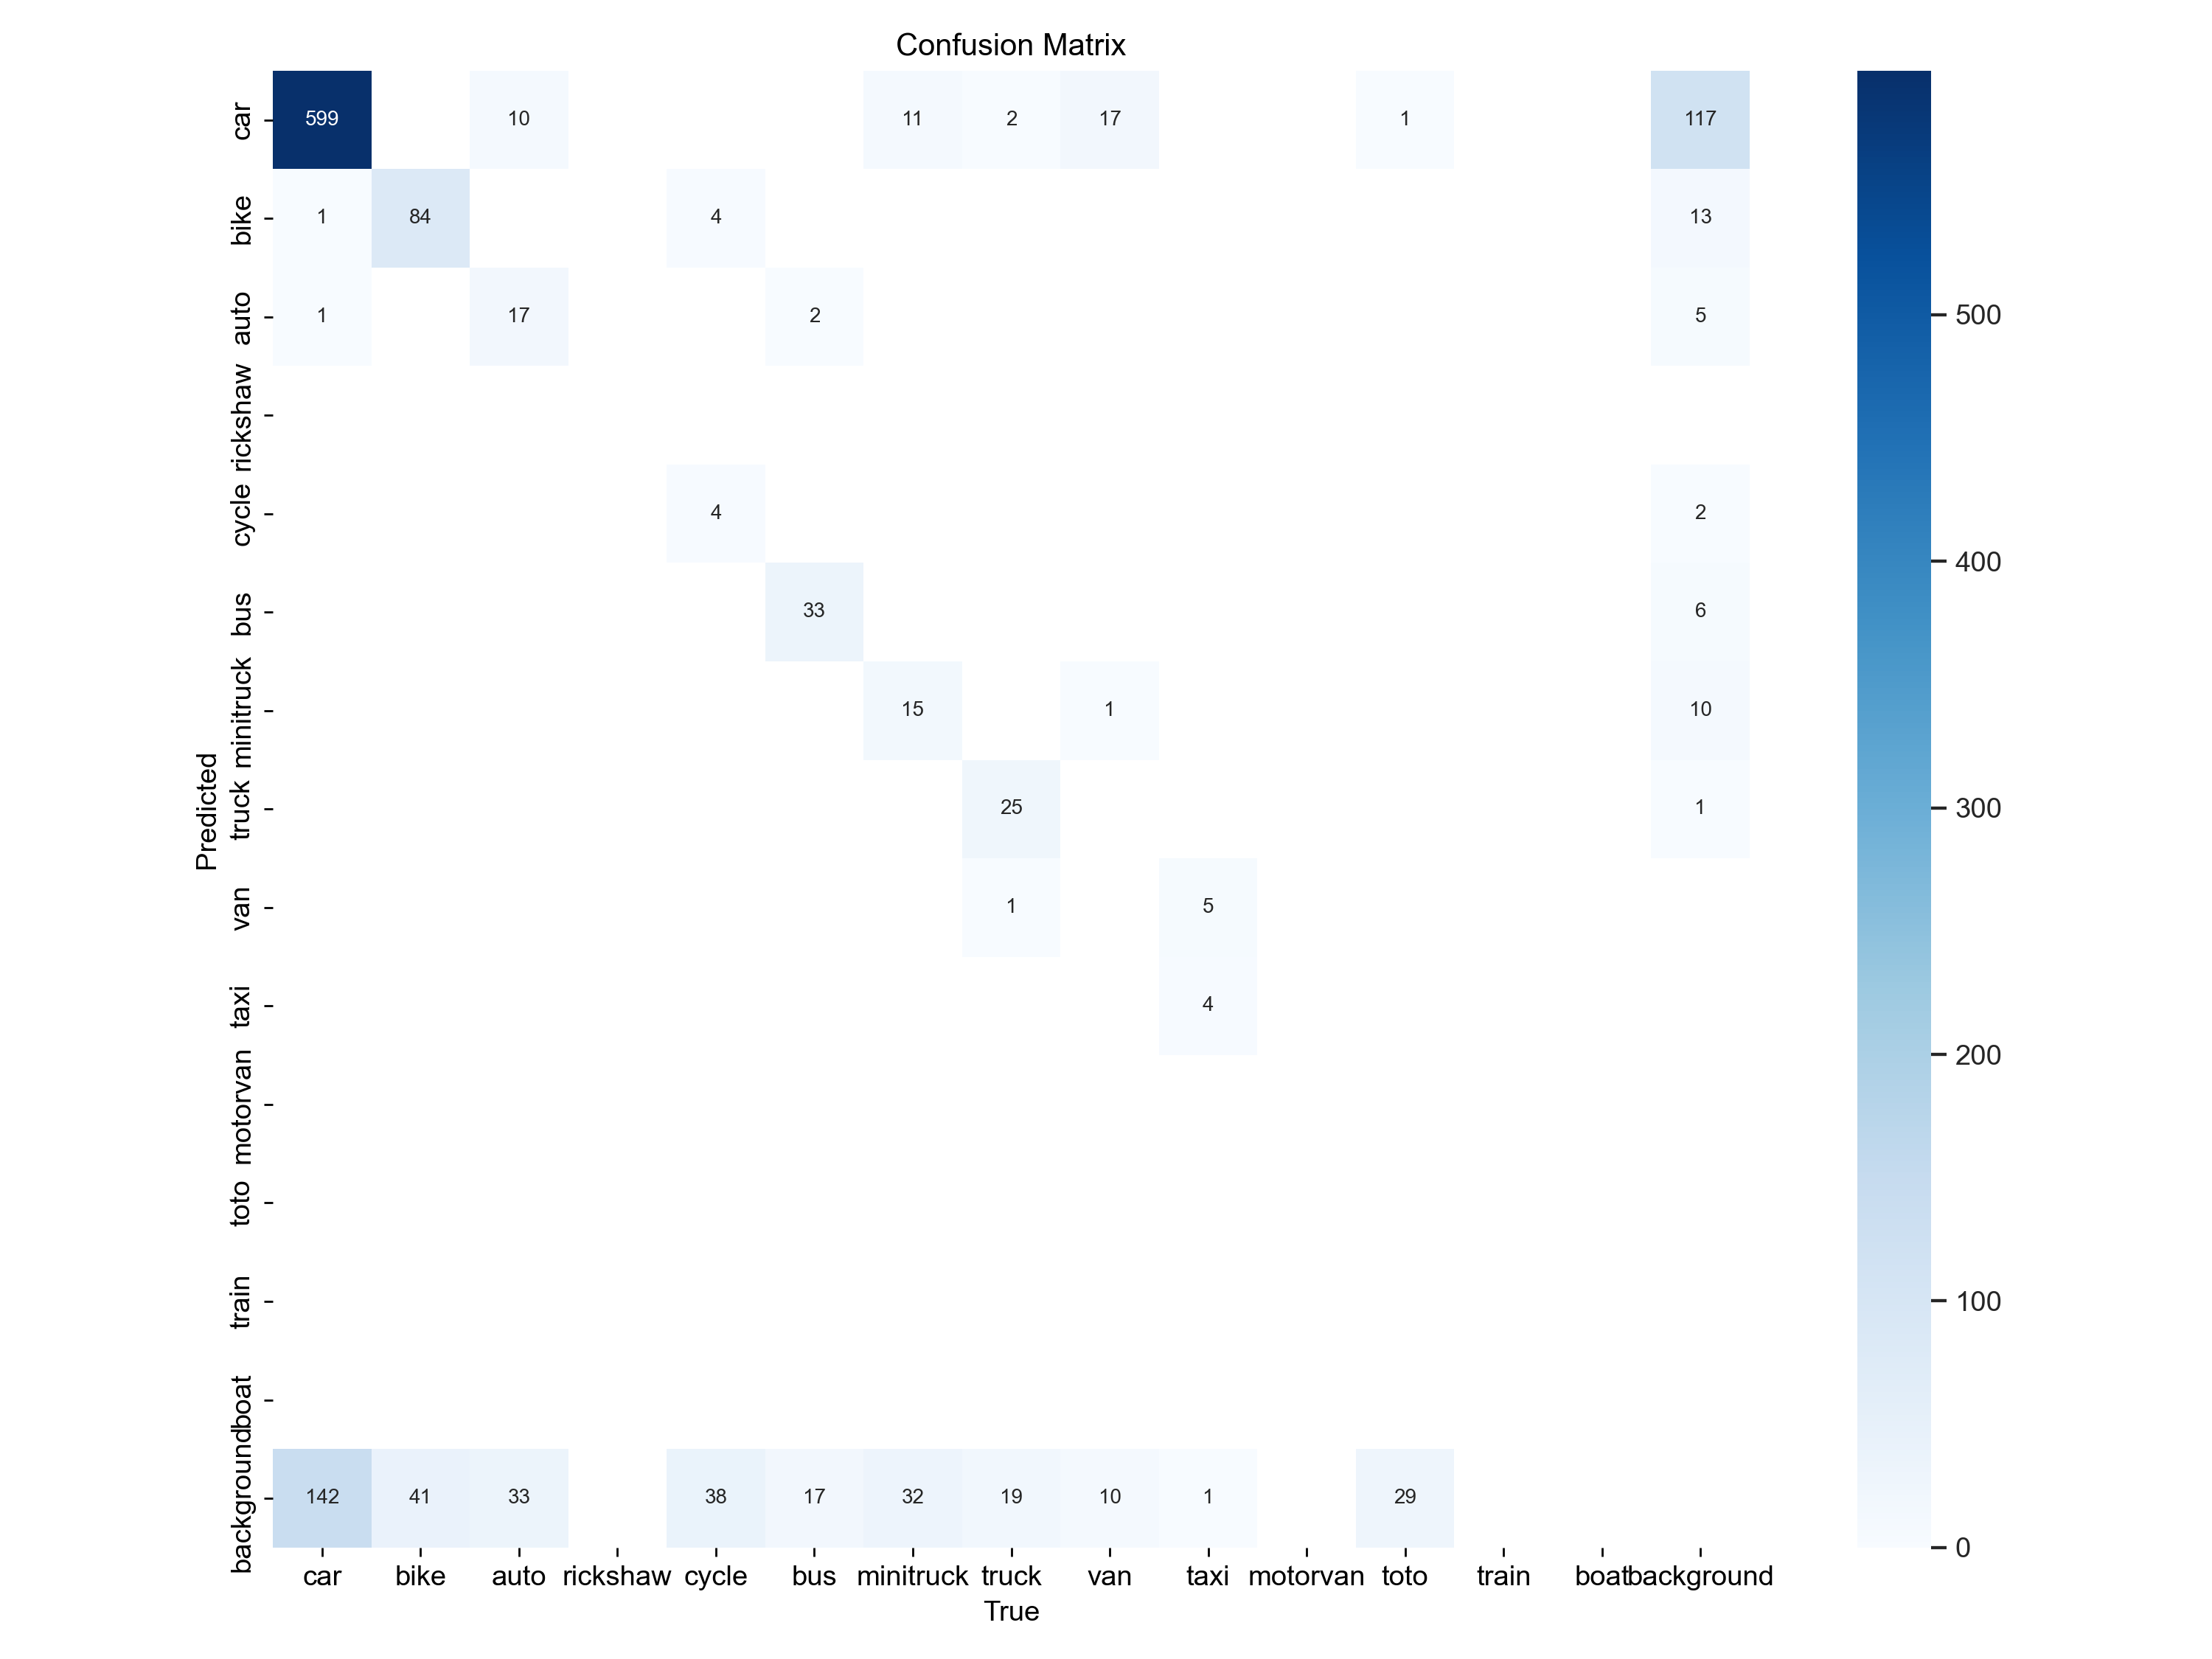 Confusion Matrix
car 599 10 11 2 17 1 117
bike 1 84 4 13
auto 1 17 2 5
rickshaw
cycle 4 2
bus 33 6
minitruck 15 1 10
truck 25 1
van 1 5
taxi 4
motorvan
toto
train
boat
background 142 41 33 38 17 32 19 10 1 29
Predicted
car bike auto rickshaw cycle bus minitruck truck van taxi motorvan toto train boat background
True
500
400
300
200
100
0